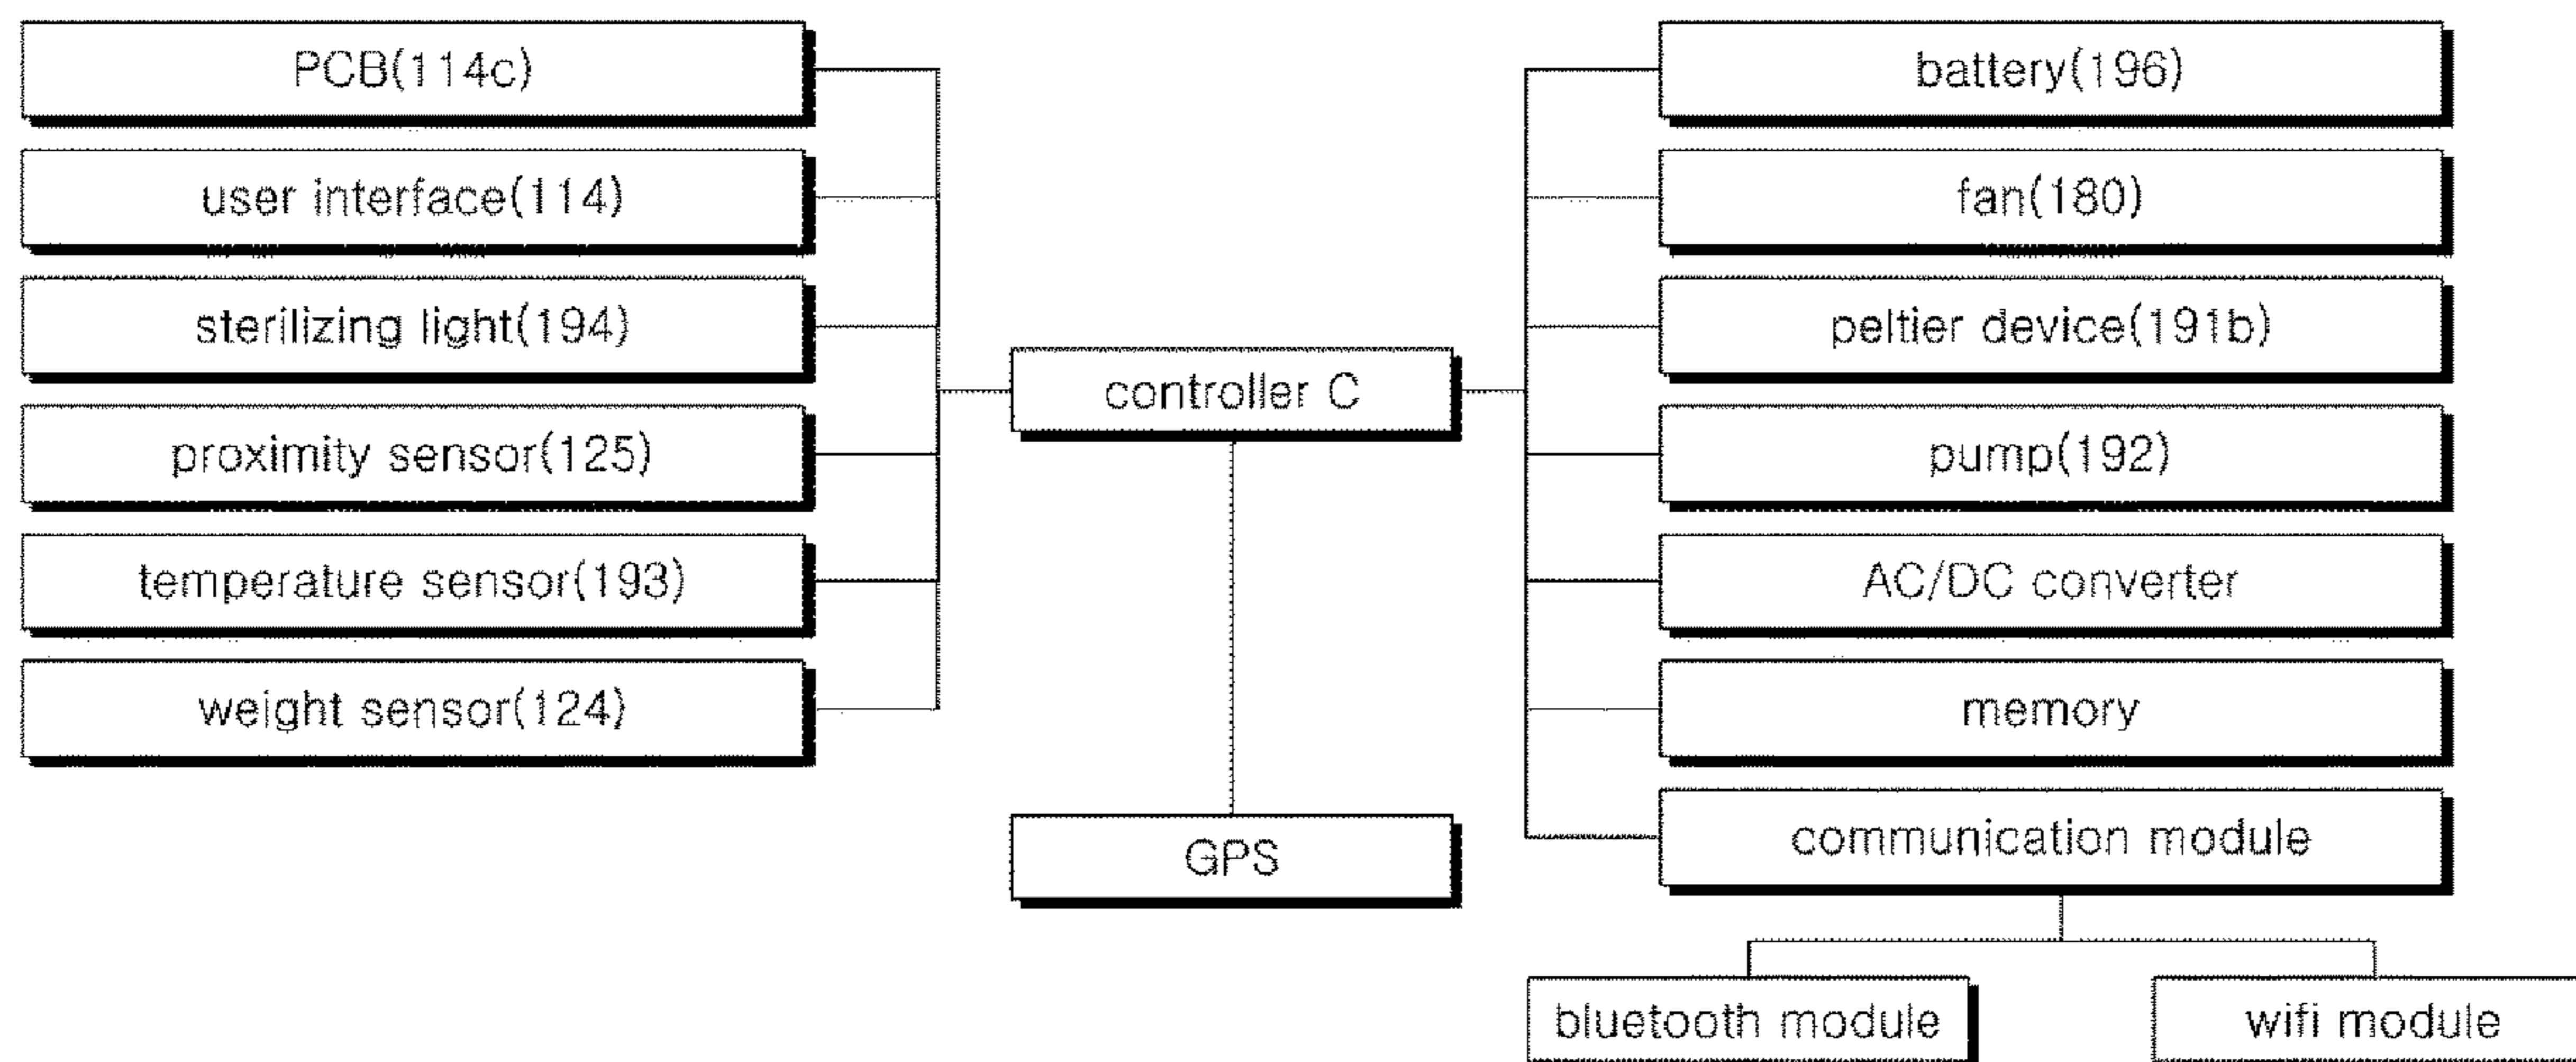 PCB(114c)
user interface(114)
sterilizing light(194)
proximity sensor(125)
temperature sensor(193)
weight sensor(124)
controller C
GPS
battery(196)
fan(180)
peltier device(191b)
pump(192)
AC/DC converter
memory
communication module
bluetooth module
wifi module